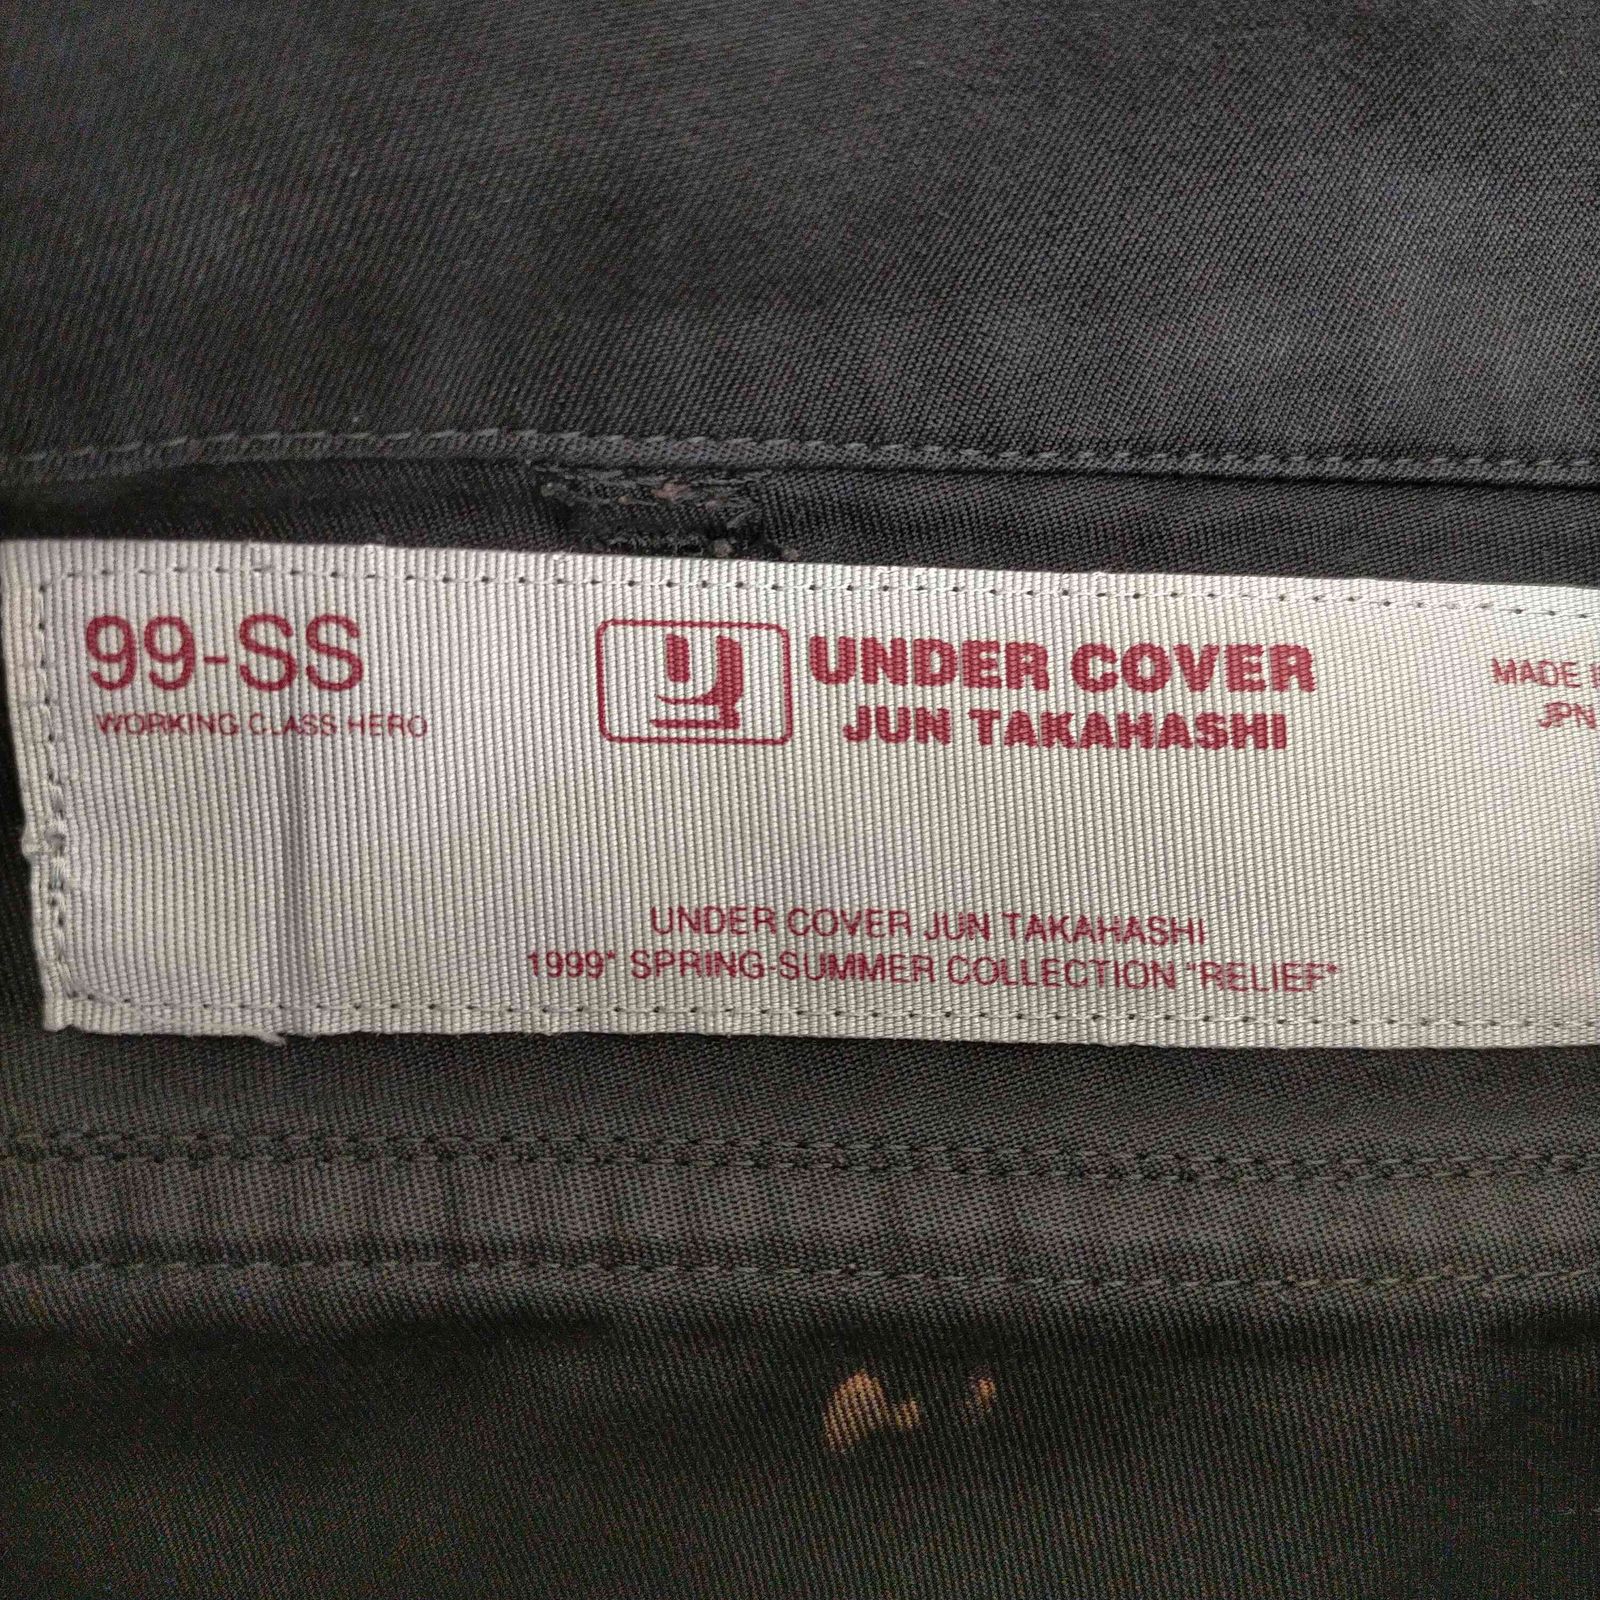 99-SS
WORKING CLASS HERO
UNDER COVER
JUN TAKAHASHI
MADE
JPN
UNDER COVER JUN TAKAHASHI
1999* SPRING-SUMMER COLLECTION "RELIEF"